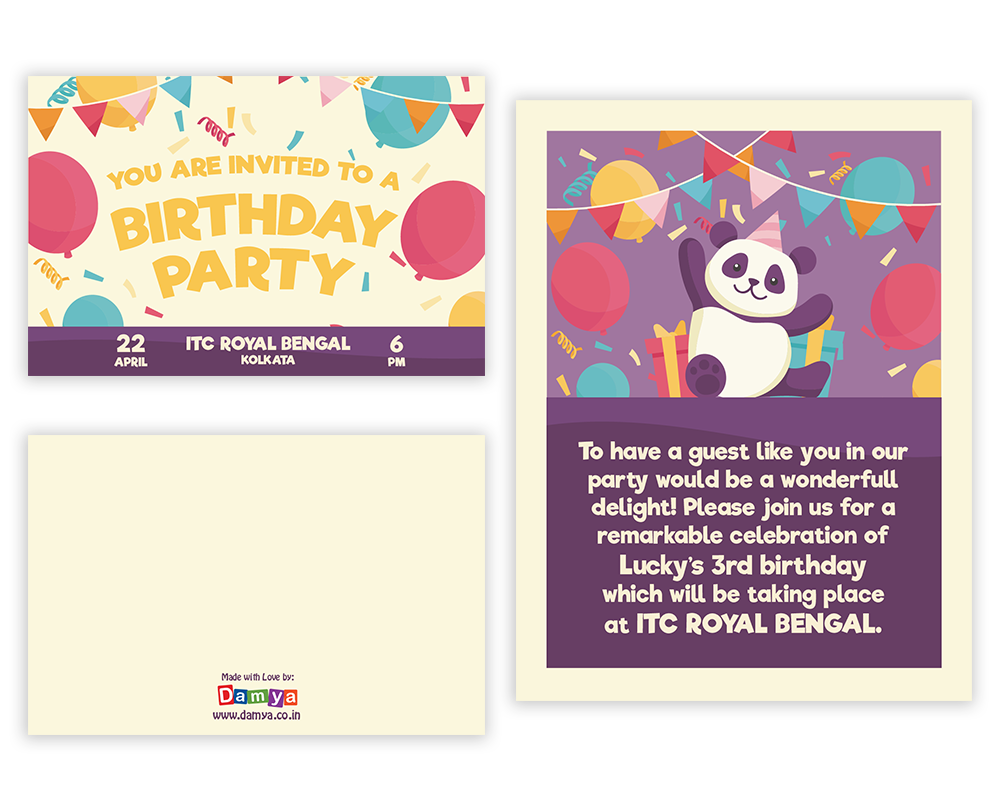 YOU ARE INVITED TO A
BIRTHDAY
PARTY
22
APRIL
ITC ROYAL BENGAL
KOLKATA
6
PM
Made with Love by:
Damya
www.damya.co.in
To have a guest like you in our
party would be a wonderfull
delight! Please join us for a
remarkable celebration of
Lucky's 3rd birthday
which will be taking place
at ITC ROYAL BENGAL.